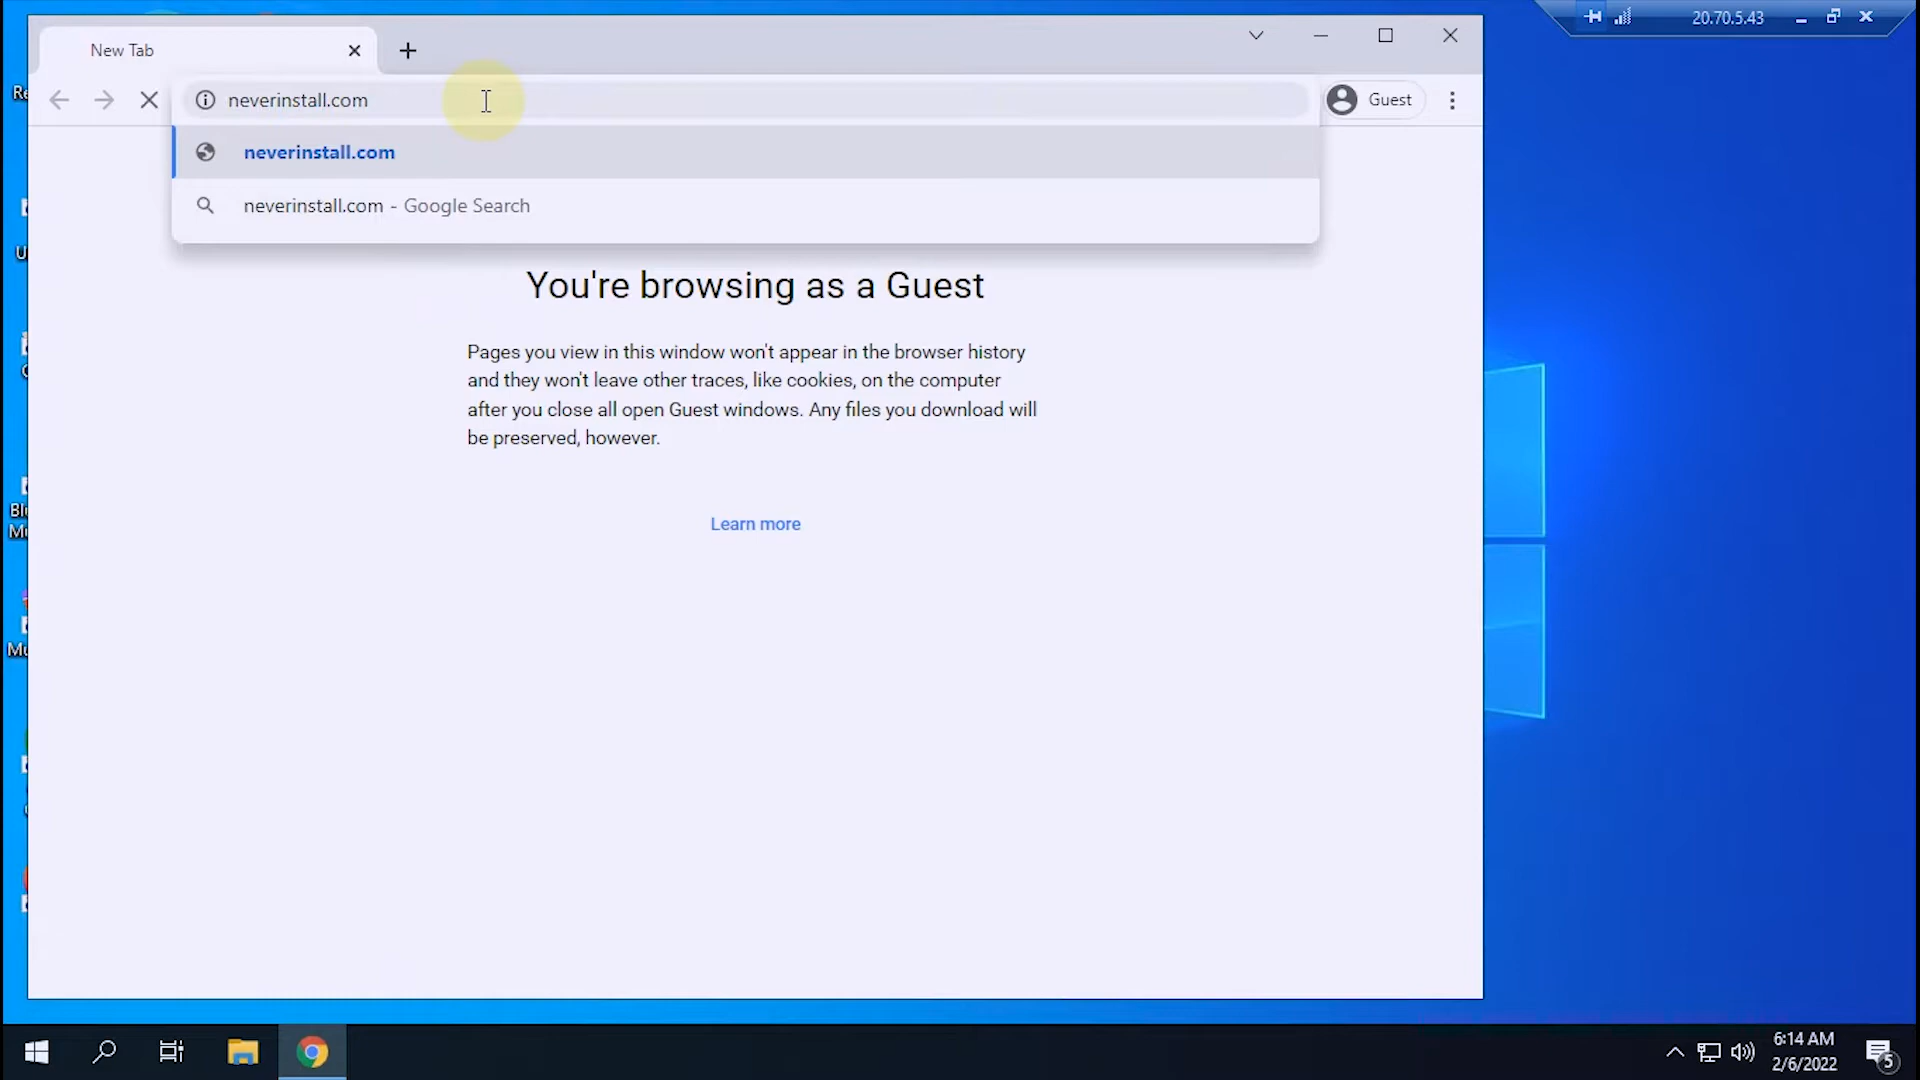 20.70.5.43
New Tab
neverinstall.com
Guest
neverinstall.com
neverinstall.com - Google Search
You're browsing as a Guest
Pages you view in this window won't appear in the browser history
and they won't leave other traces, like cookies, on the computer
after you close all open Guest windows. Any files you download will
be preserved, however.
Learn more
6:14 AM
2/6/2022
5